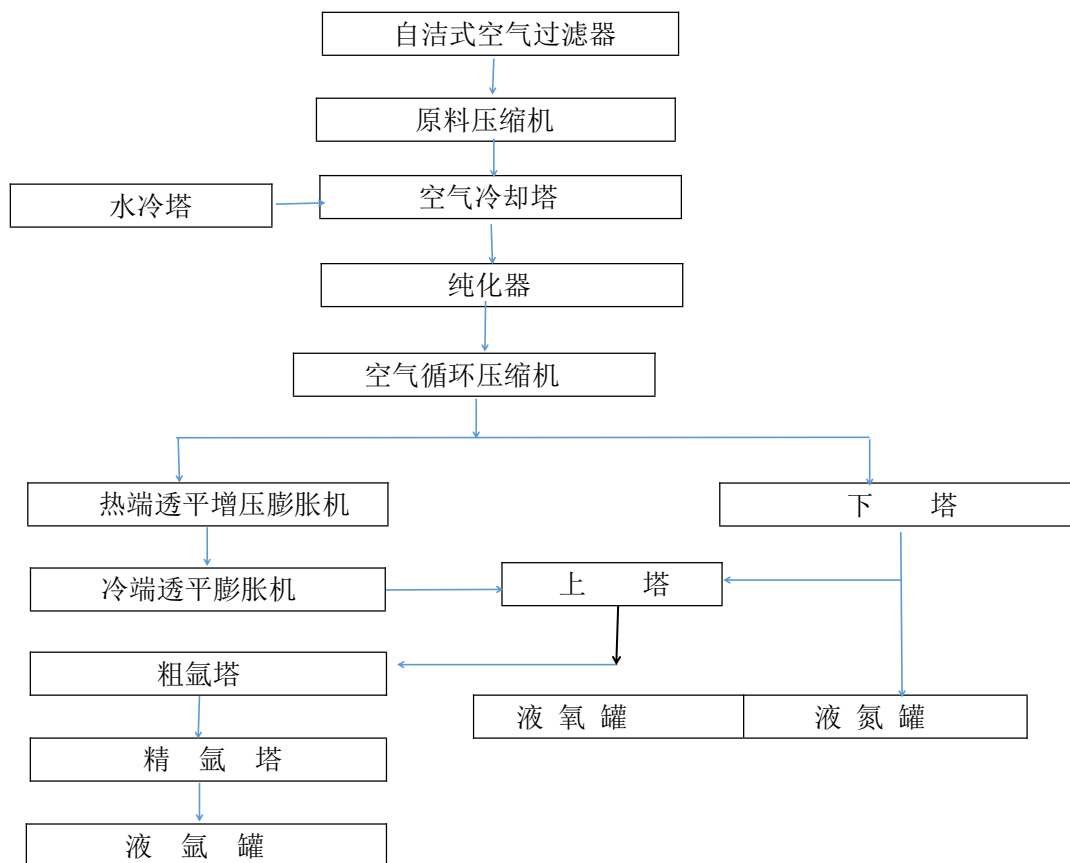 自洁式空气过滤器
原料压缩机
空气冷却塔
水冷塔
纯化器
空气循环压缩机
热端透平增压膨胀机
下 塔
冷端透平膨胀机
上 塔
粗氩塔
液 氧 罐
液 氮 罐
精 氩 塔
液 氩 罐